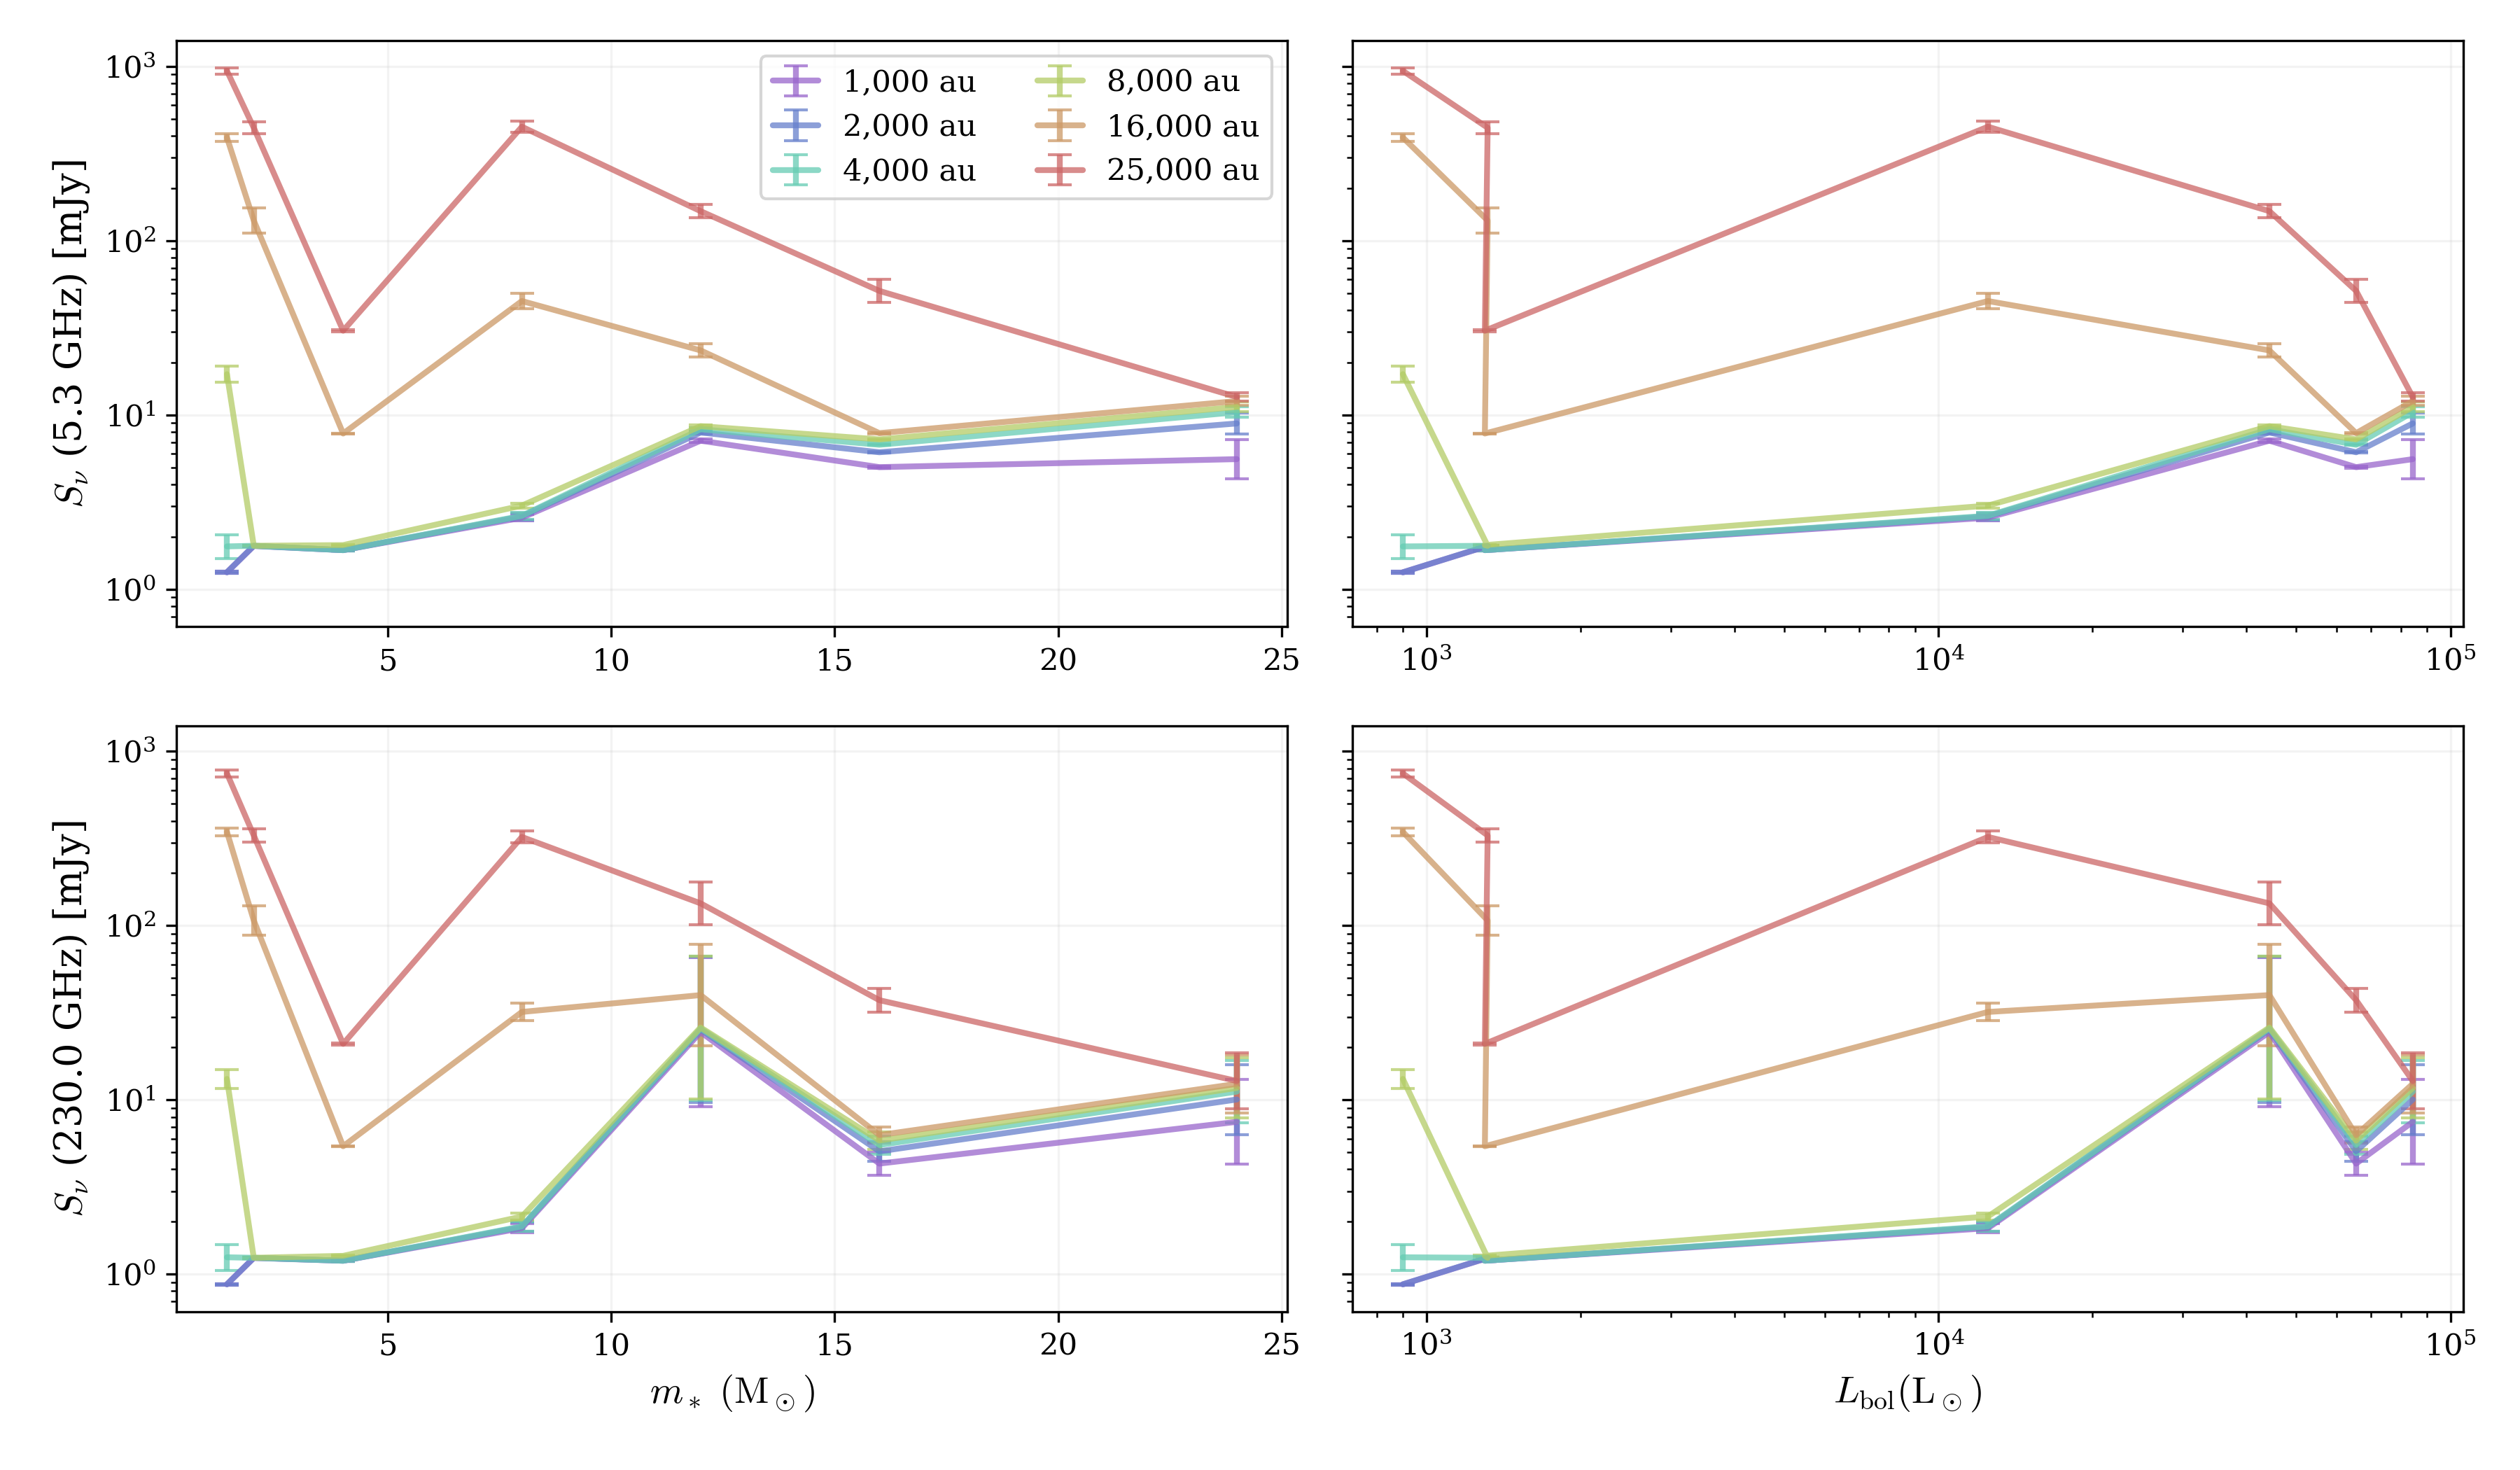 S_ν (5.3 GHz) [mJy]
10³
10²
10¹
10⁰
1,000 au
2,000 au
4,000 au
8,000 au
16,000 au
25,000 au
5 10 15 20 25
10³ 10⁴ 10⁵
S_ν (230.0 GHz) [mJy]
10³
10²
10¹
10⁰
5 10 15 20 25
10³ 10⁴ 10⁵
m_* (M_⊙)
L_bol(L_⊙)